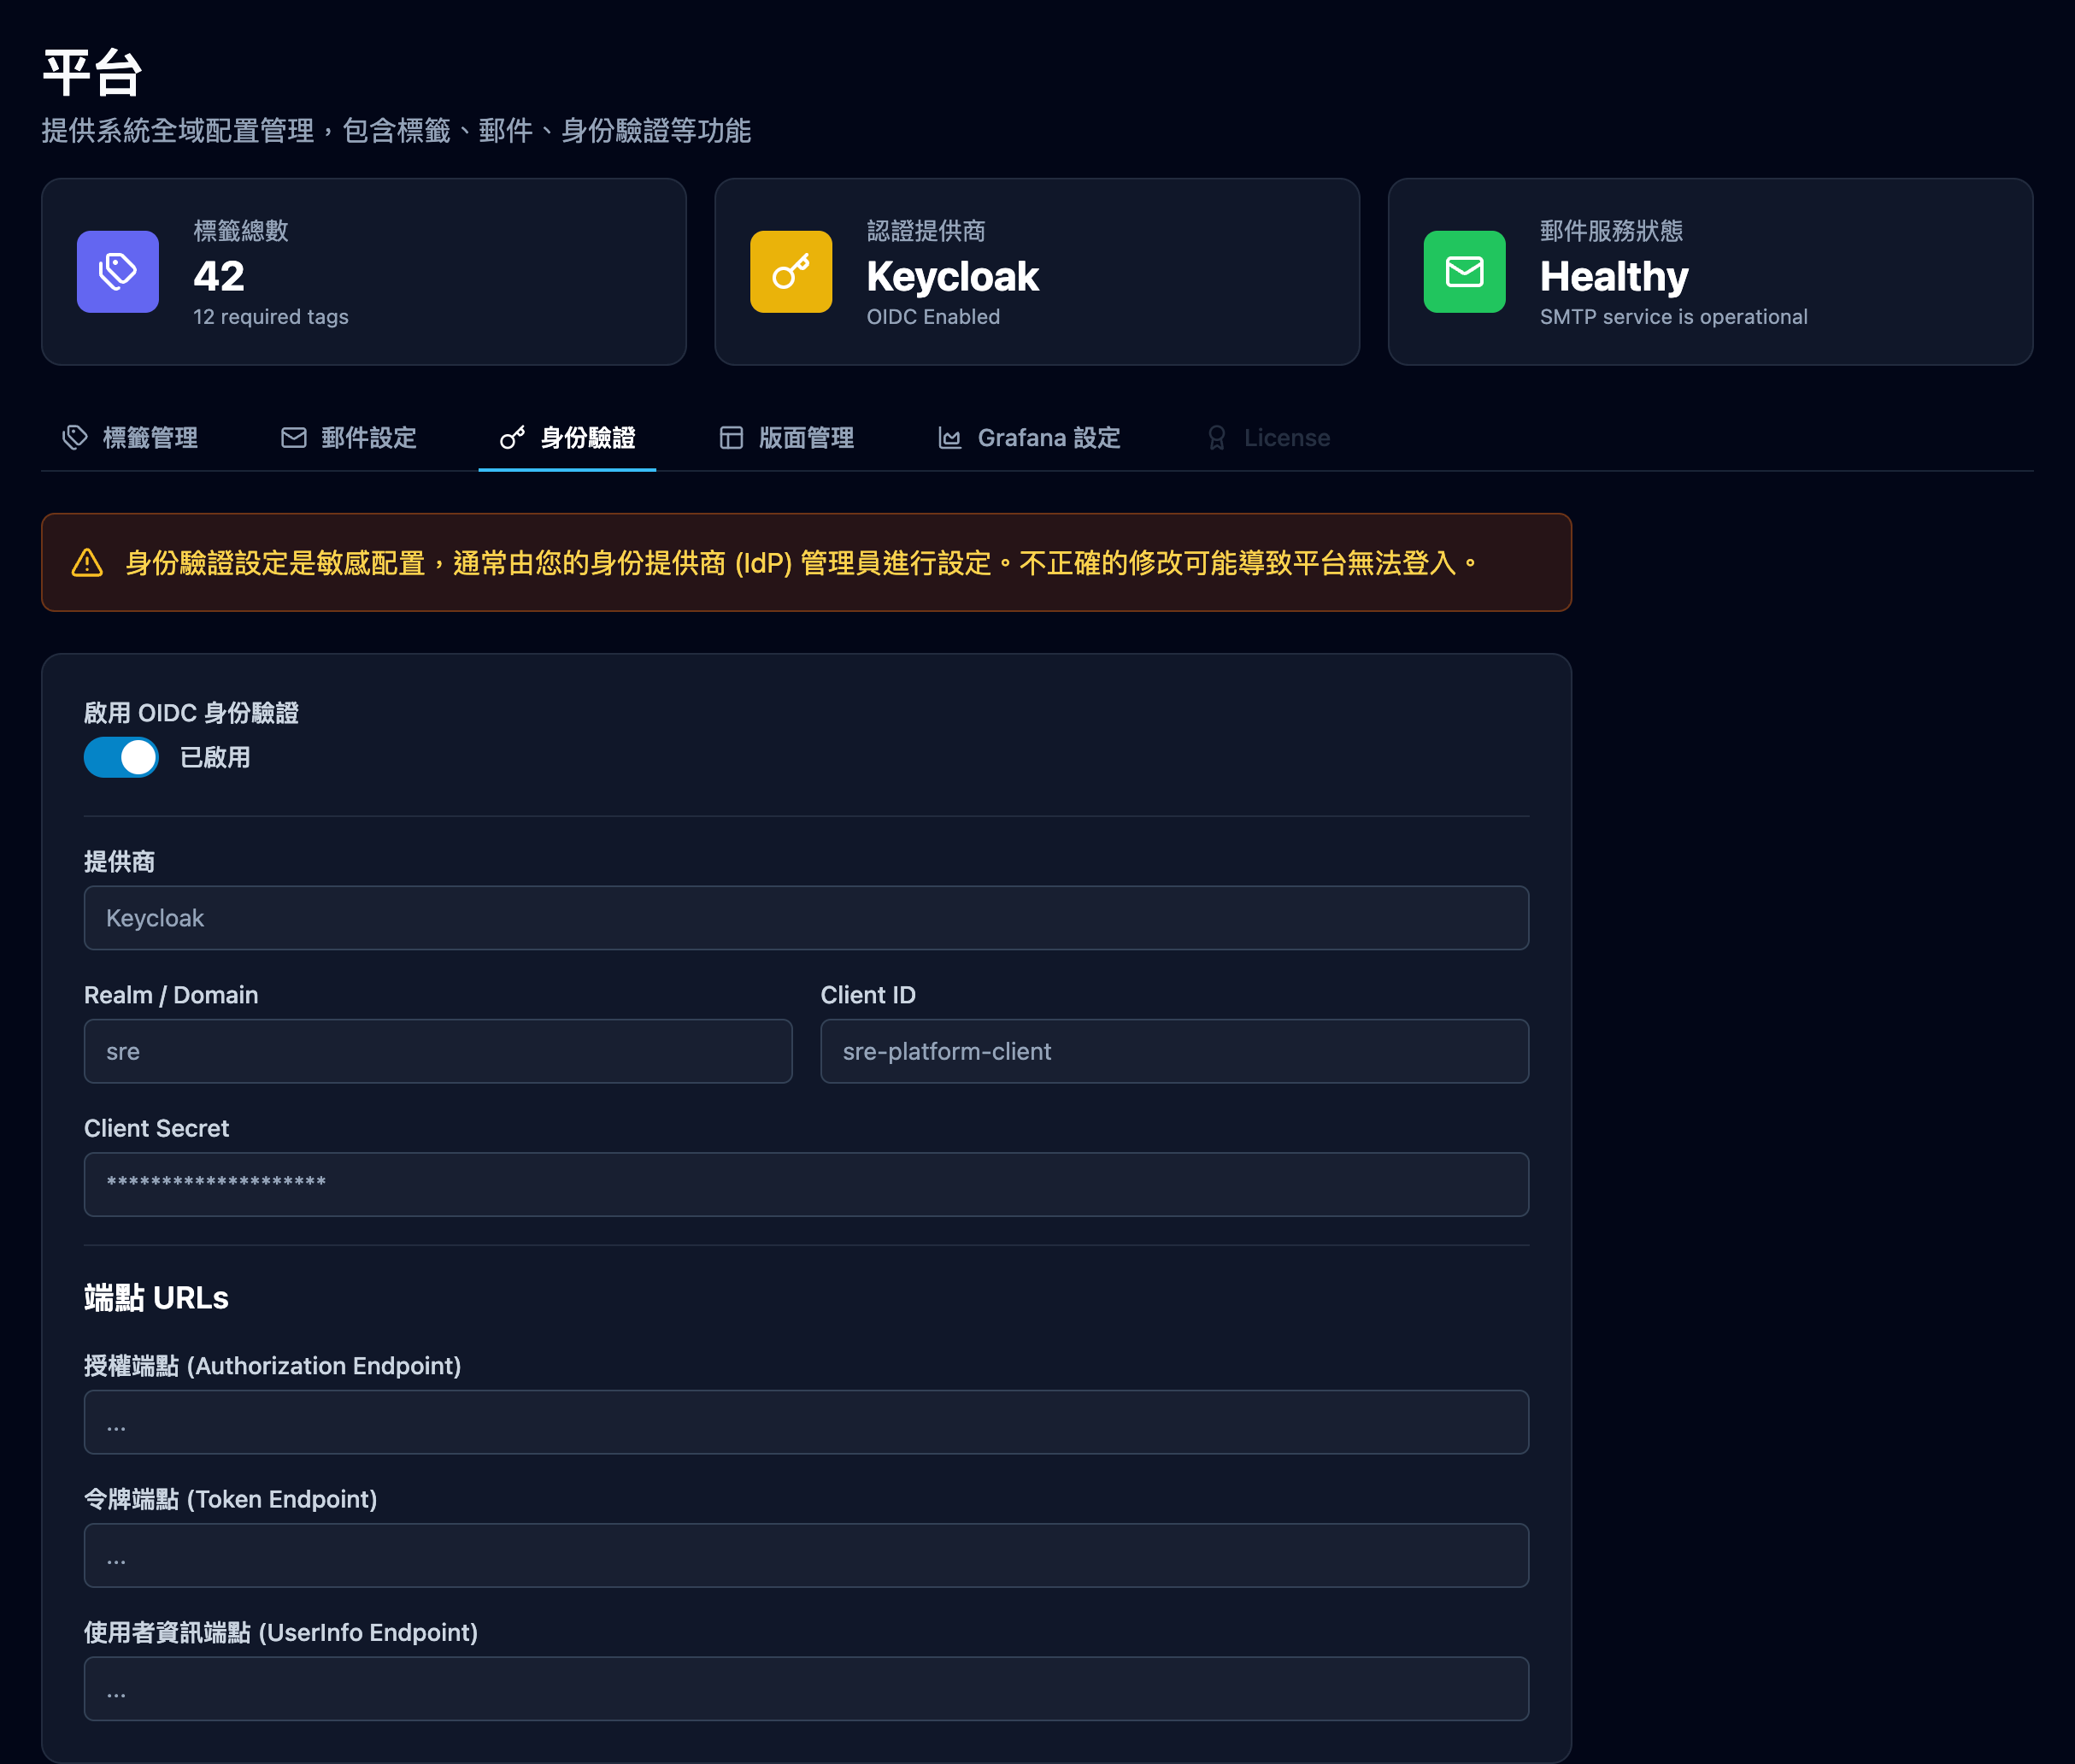 平台
提供系統全域配置管理，包含標籤、郵件、身份驗證等功能
標籤總數
42
12 required tags
認證提供商
Keycloak
OIDC Enabled
郵件服務狀態
Healthy
SMTP service is operational
標籤管理
郵件設定
身份驗證
版面管理
Grafana 設定
License
身份驗證設定是敏感配置，通常由您的身份提供商 (IdP) 管理員進行設定。不正確的修改可能導致平台無法登入。
啟用 OIDC 身份驗證
已啟用
提供商
Keycloak
Realm / Domain
Client ID
sre
sre-platform-client
Client Secret
********************
端點 URLs
授權端點 (Authorization Endpoint)
...
令牌端點 (Token Endpoint)
...
使用者資訊端點 (UserInfo Endpoint)
...